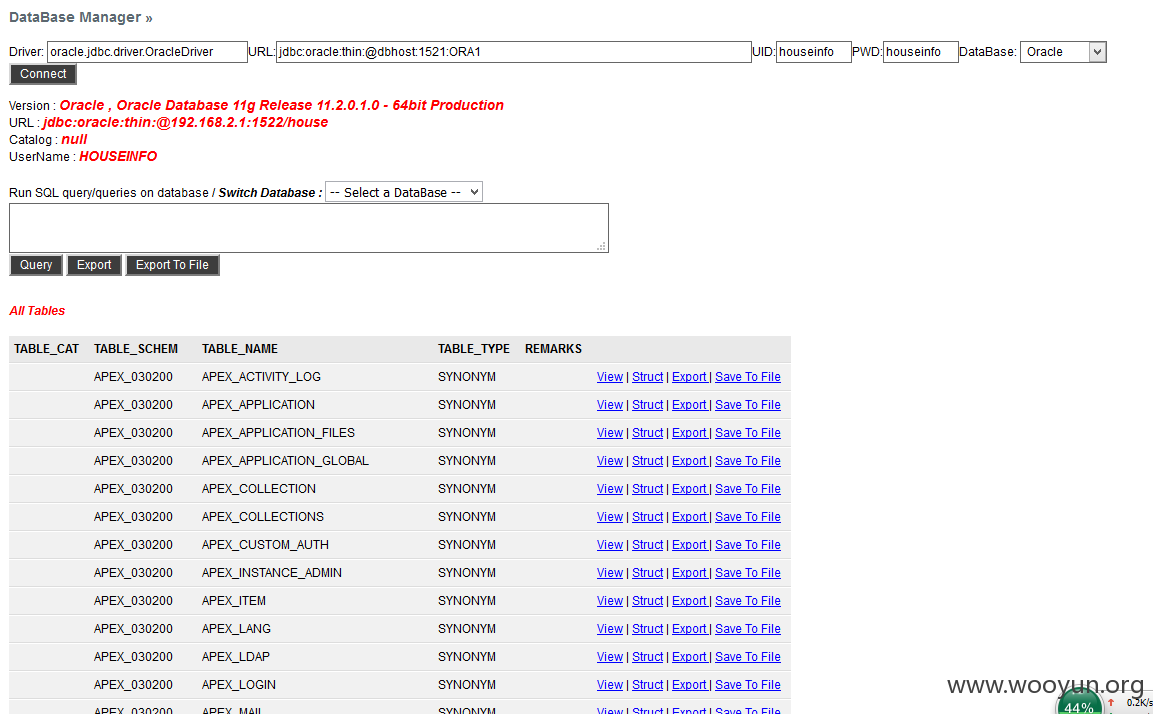 DataBase Manager »
Driver: oracle.jdbc.driver.OracleDriver URL: jdbc:oracle:thin:@dbhost:1521:ORA1 UID: houseinfo PWD: houseinfo DataBase: Oracle
Connect
Version : Oracle , Oracle Database 11g Release 11.2.0.1.0 - 64bit Production
URL : jdbc:oracle:thin:@192.168.2.1:1522/house
Catalog : null
UserName : HOUSEINFO
Run SQL query/queries on database / Switch Database : -- Select a DataBase --
Query Export Export To File
All Tables
TABLE_CAT TABLE_SCHEM TABLE_NAME TABLE_TYPE REMARKS
APEX_030200 APEX_ACTIVITY_LOG SYNONYM View | Struct | Export | Save To File
APEX_030200 APEX_APPLICATION SYNONYM View | Struct | Export | Save To File
APEX_030200 APEX_APPLICATION_FILES SYNONYM View | Struct | Export | Save To File
APEX_030200 APEX_APPLICATION_GLOBAL SYNONYM View | Struct | Export | Save To File
APEX_030200 APEX_COLLECTION SYNONYM View | Struct | Export | Save To File
APEX_030200 APEX_COLLECTIONS SYNONYM View | Struct | Export | Save To File
APEX_030200 APEX_CUSTOM_AUTH SYNONYM View | Struct | Export | Save To File
APEX_030200 APEX_INSTANCE_ADMIN SYNONYM View | Struct | Export | Save To File
APEX_030200 APEX_ITEM SYNONYM View | Struct | Export | Save To File
APEX_030200 APEX_LANG SYNONYM View | Struct | Export | Save To File
APEX_030200 APEX_LDAP SYNONYM View | Struct | Export | Save To File
APEX_030200 APEX_LOGIN SYNONYM View | Struct | Export | Save To File
APEX_030200 APEX_MAIL SYNONYM View | Struct | Export | Save To File
www.wooyun.org
44% 0.2K/s